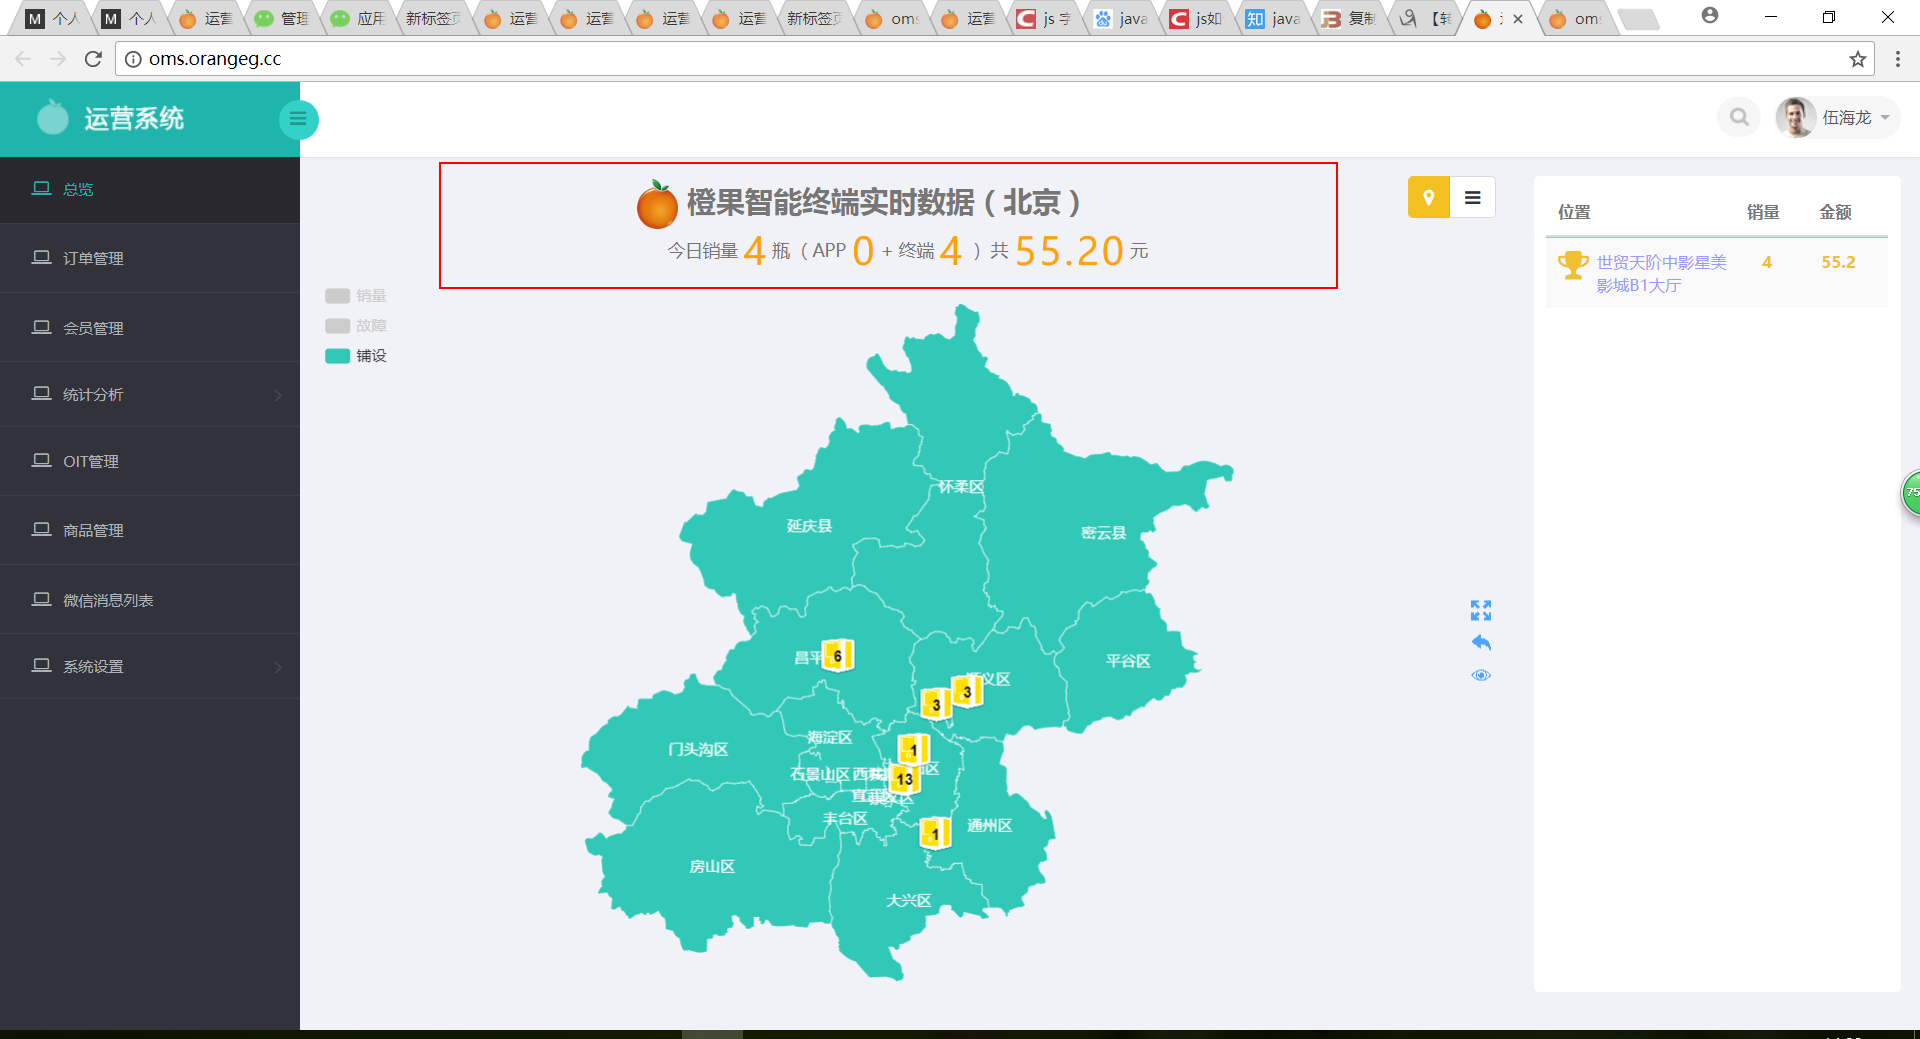 M 个人
M 个人
运营
管理
应用
新标签页
运营
运营
运营
运营
新标签页
oms
运营
js 字
java
js如
知 java
复制
【转
oms
oms.orangeg.cc
运营系统
伍海龙
总览
订单管理
会员管理
统计分析
OIT管理
商品管理
微信消息列表
系统设置
橙果智能终端实时数据（北京）
今日销量 4 瓶（APP 0 + 终端 4 ）共 55.20 元
销量
故障
铺设
怀柔区
延庆县
密云县
昌平
6
平谷区
义区
3
3
门头沟区
海淀区
1
石景山区
西城
区
13
丰台区
通州区
1
房山区
大兴区
位置 销量 金额
世贸天阶中影星美影城B1大厅 4 55.2
75